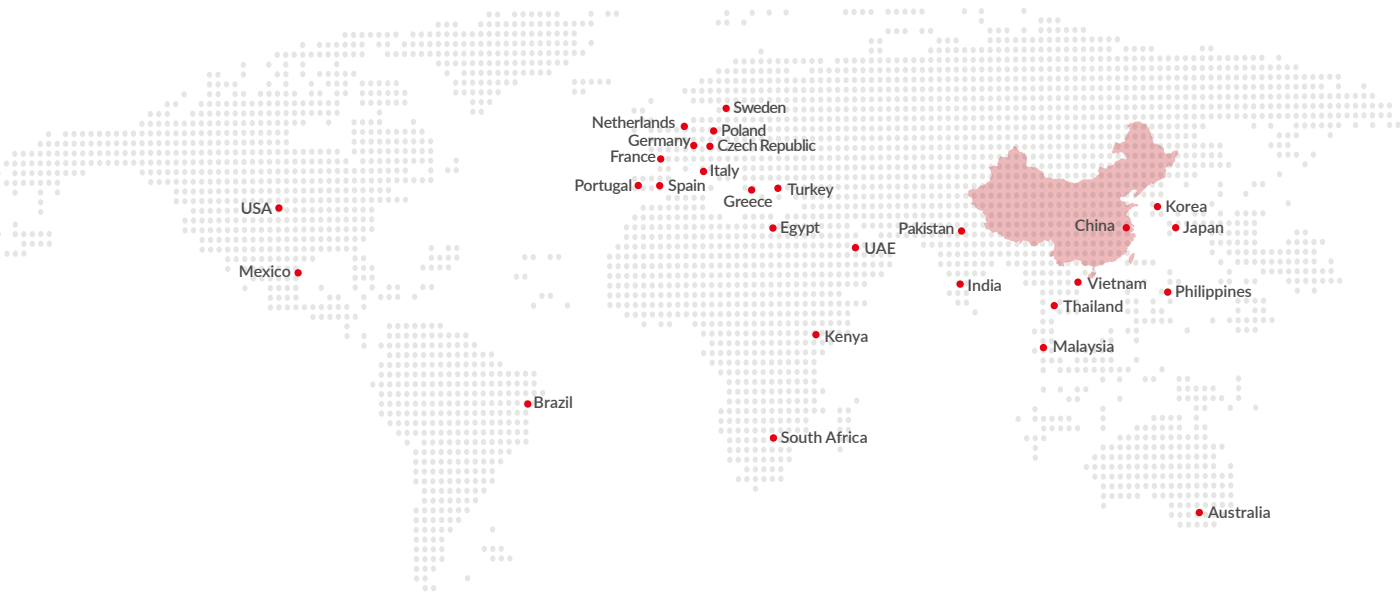 Sweden
Netherlands
Poland
Germany
Czech Republic
France
Italy
Portugal
Spain
Turkey
Greece
USA
Korea
Egypt
Pakistan
China
Japan
UAE
Mexico
India
Vietnam
Philippines
Thailand
Kenya
Malaysia
Brazil
South Africa
Australia